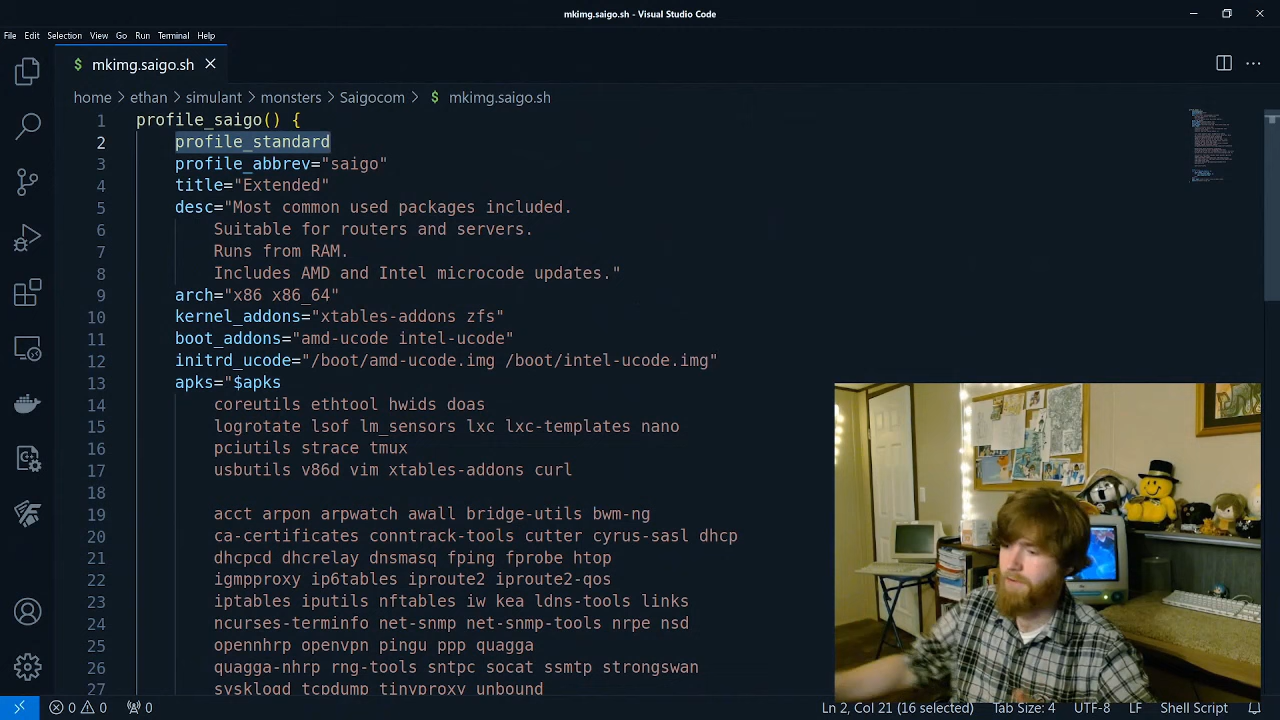 mkimg.saigo.sh - Visual Studio Code
File Edit Selection View Go Run Terminal Help
$ mkimg.saigo.sh
home > ethan > simulant > monsters > Saigocom > $ mkimg.saigo.sh
1 profile_saigo() {
2 profile_standard
3 profile_abbrev="saigo"
4 title="Extended"
5 desc="Most common used packages included.
6 Suitable for routers and servers.
7 Runs from RAM.
8 Includes AMD and Intel microcode updates."
9 arch="x86 x86_64"
10 kernel_addons="xtables-addons zfs"
11 boot_addons="amd-ucode intel-ucode"
12 initrd_ucode="/boot/amd-ucode.img /boot/intel-ucode.img"
13 apks="$apks
14 coreutils ethtool hwids doas
15 logrotate lsof lm_sensors lxc lxc-templates nano
16 pciutils strace tmux
17 usbutils v86d vim xtables-addons curl
18
19 acct arpon arpwatch awall bridge-utils bwm-ng
20 ca-certificates conntrack-tools cutter cyrus-sasl dhcp
21 dhcpcd dhcrelay dnsmasq fping fprobe htop
22 igmpproxy ip6tables iproute2 iproute2-qos
23 iptables iputils nftables iw kea ldns-tools links
24 ncurses-terminfo net-snmp net-snmp-tools nrpe nsd
25 opennhrp openvpn pingu ppp quagga
26 quagga-nhrp rng-tools sntpc socat ssmtp strongswan
27 sysklogd tcpdump tinyproxy unbound
0 0 0 Ln 2, Col 21 (16 selected) Tab Size: 4 UTF-8 LF Shell Script